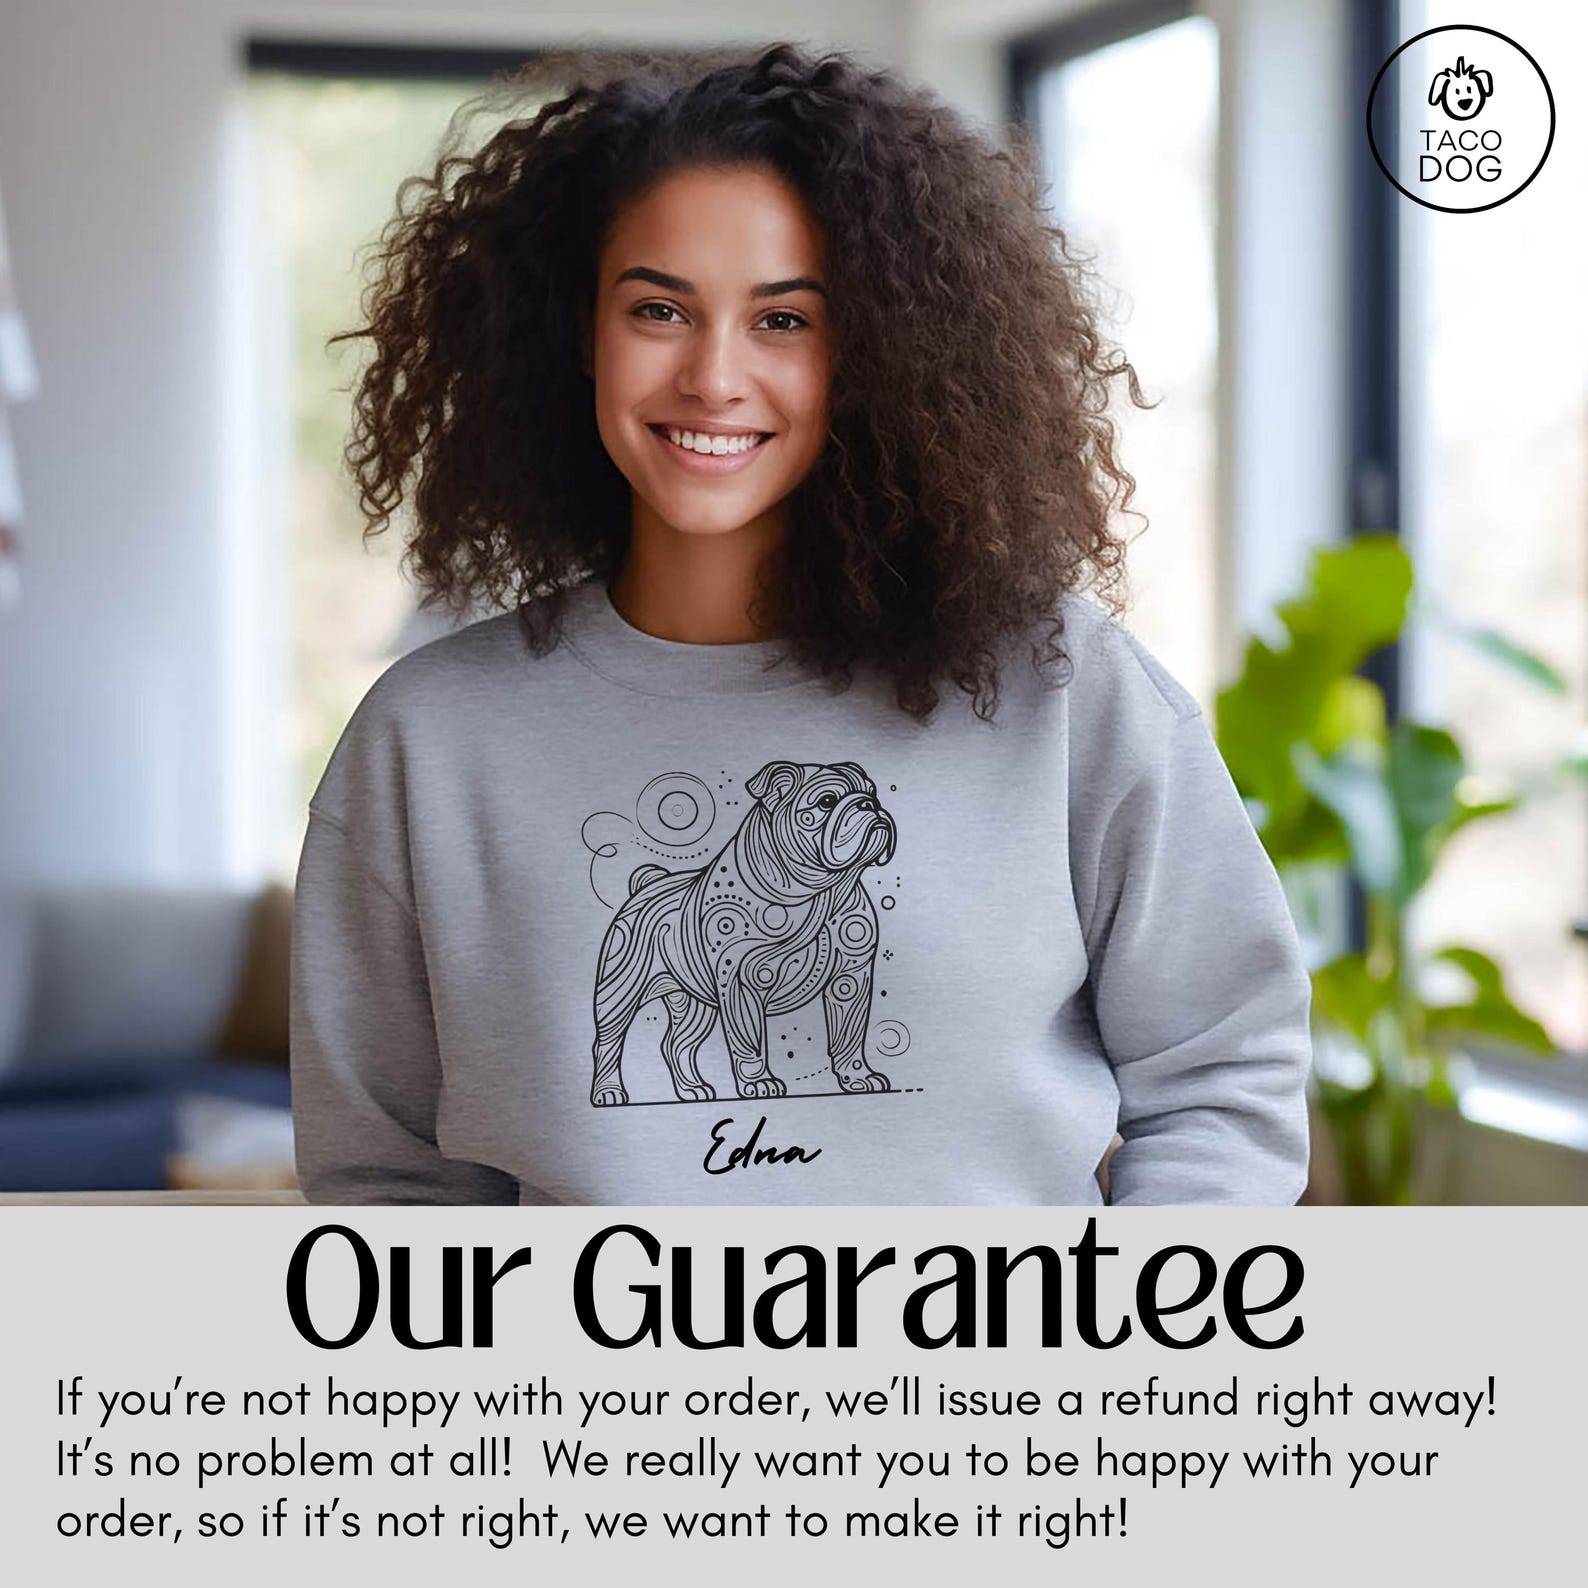 TACO
DOG
Edna
Our Guarantee
If you're not happy with your order, we'll issue a refund right away!
It's no problem at all!  We really want you to be happy with your
order, so if it's not right, we want to make it right!